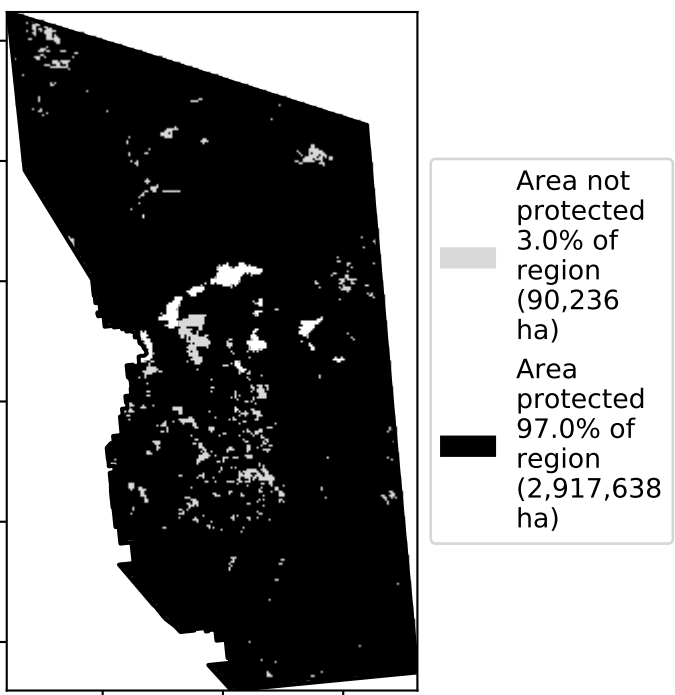 Area not
protected
3.0% of
region
(90,236
ha)
Area
protected
97.0% of
region
(2,917,638
ha)